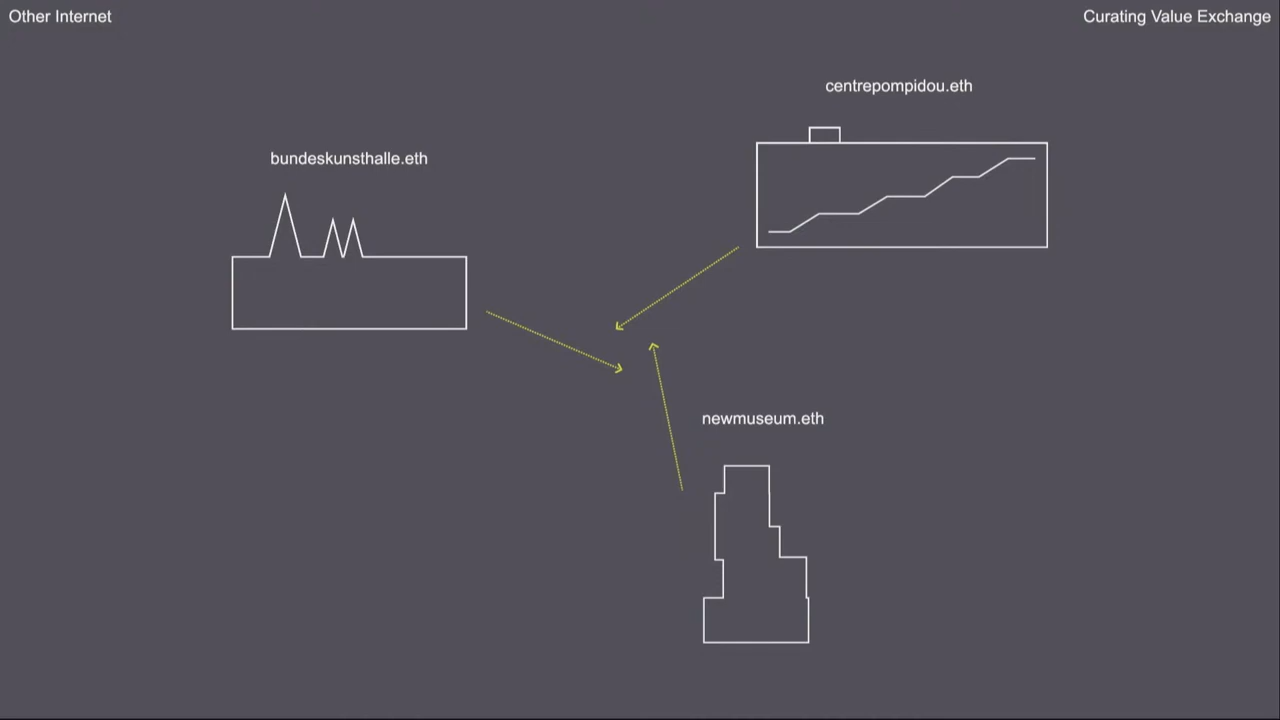 Other Internet
Curating Value Exchange
centrepompidou.eth
bundeskunsthalle.eth
newmuseum.eth